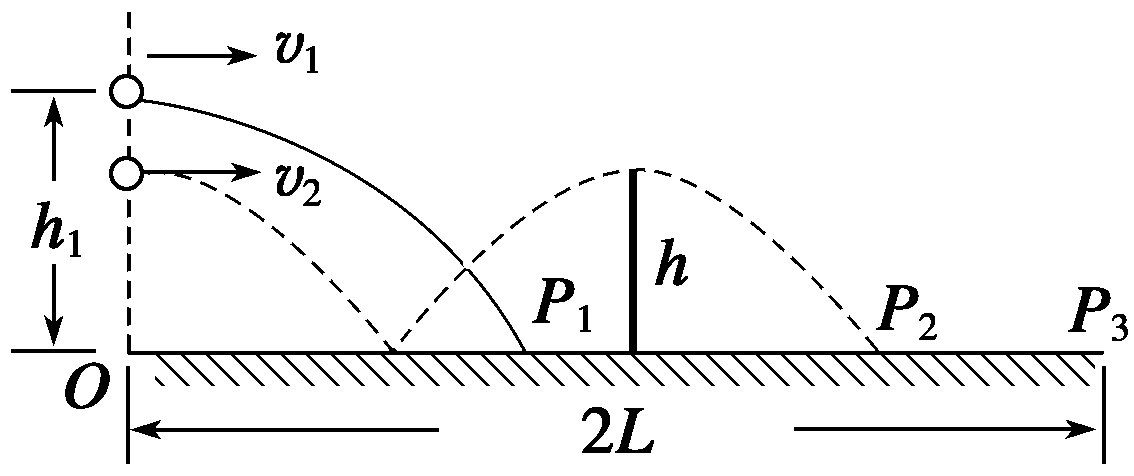 v₁
v₂
h₁
h
P₁
P₂
P₃
O
2L